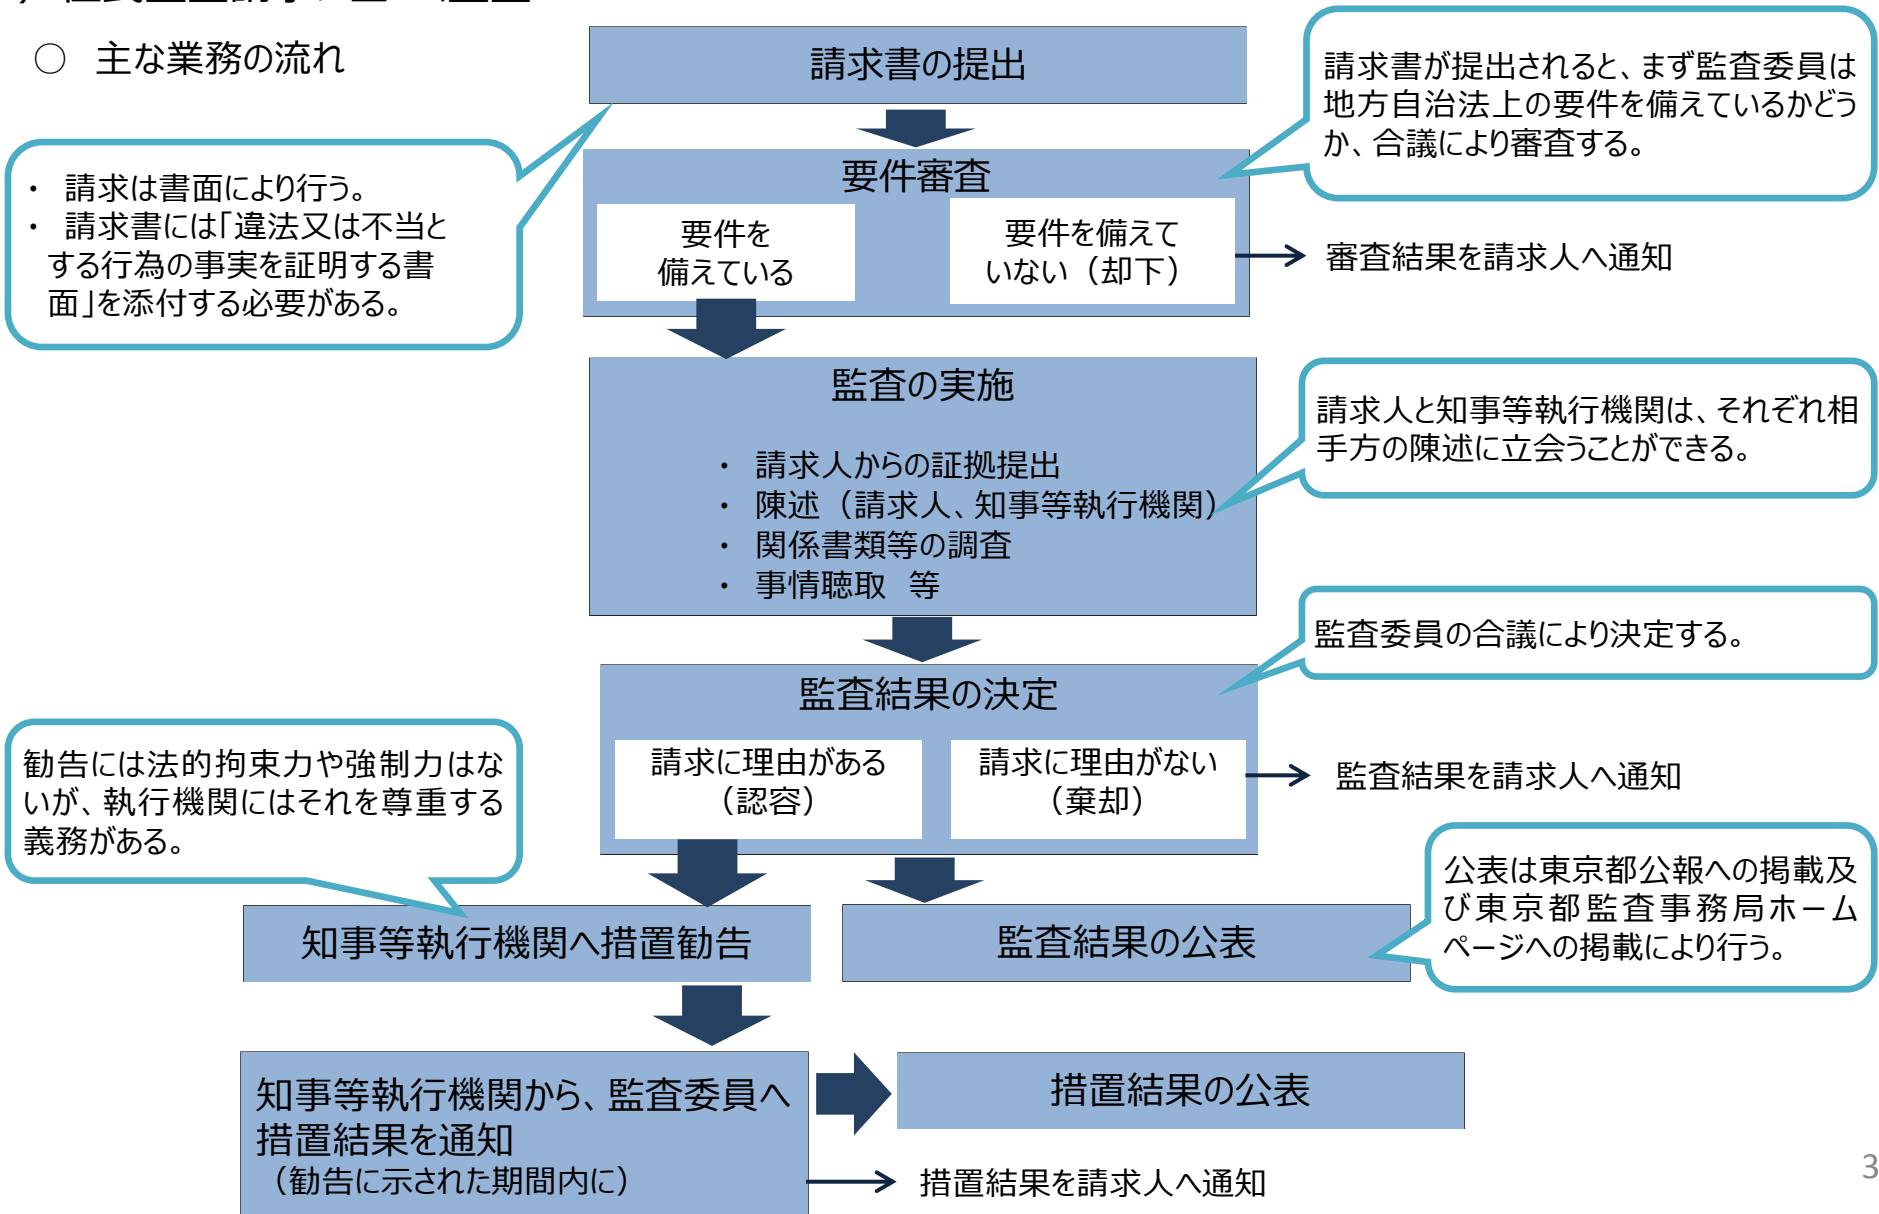 ○ 主な業務の流れ
請求書の提出
請求書が提出されると、まず監査委員は
地方自治法上の要件を備えているかどう
か、合議により審査する。
・ 請求は書面により行う。
・ 請求書には「違法又は不当と
する行為の事実を証明する書
面」を添付する必要がある。
要件審査
要件を
備えている
要件を備えて
いない（却下）
審査結果を請求人へ通知
監査の実施
・ 請求人からの証拠提出
・ 陳述（請求人、知事等執行機関）
・ 関係書類等の調査
・ 事情聴取 等
請求人と知事等執行機関は、それぞれ相
手方の陳述に立会うことができる。
監査委員の合議により決定する。
監査結果の決定
請求に理由がある
（認容）
請求に理由がない
（棄却）
監査結果を請求人へ通知
勧告には法的拘束力や強制力はな
いが、執行機関にはそれを尊重する
義務がある。
知事等執行機関へ措置勧告
監査結果の公表
公表は東京都公報への掲載及
び東京都監査事務局ホーム
ページへの掲載により行う。
知事等執行機関から、監査委員へ
措置結果を通知
（勧告に示された期間内に）
措置結果の公表
措置結果を請求人へ通知
3